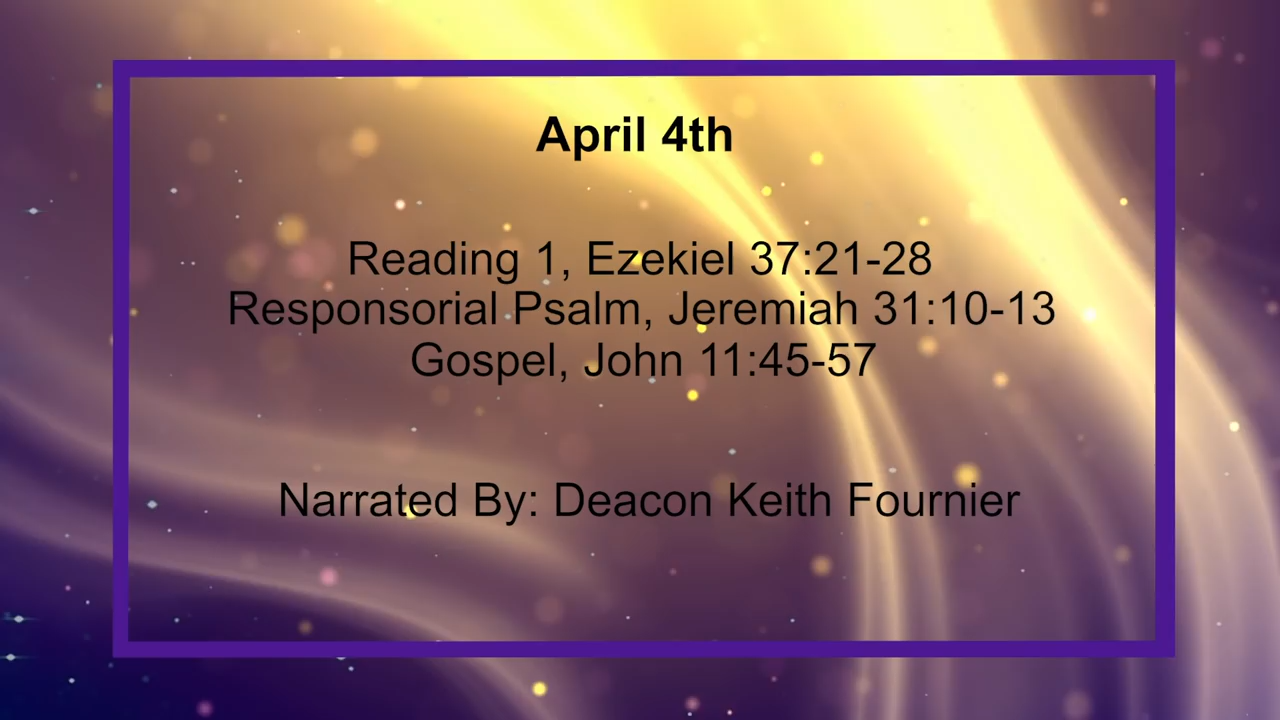 April 4th
Reading 1, Ezekiel 37:21-28
Responsorial Psalm, Jeremiah 31:10-13
Gospel, John 11:45-57
Narrated By: Deacon Keith Fournier